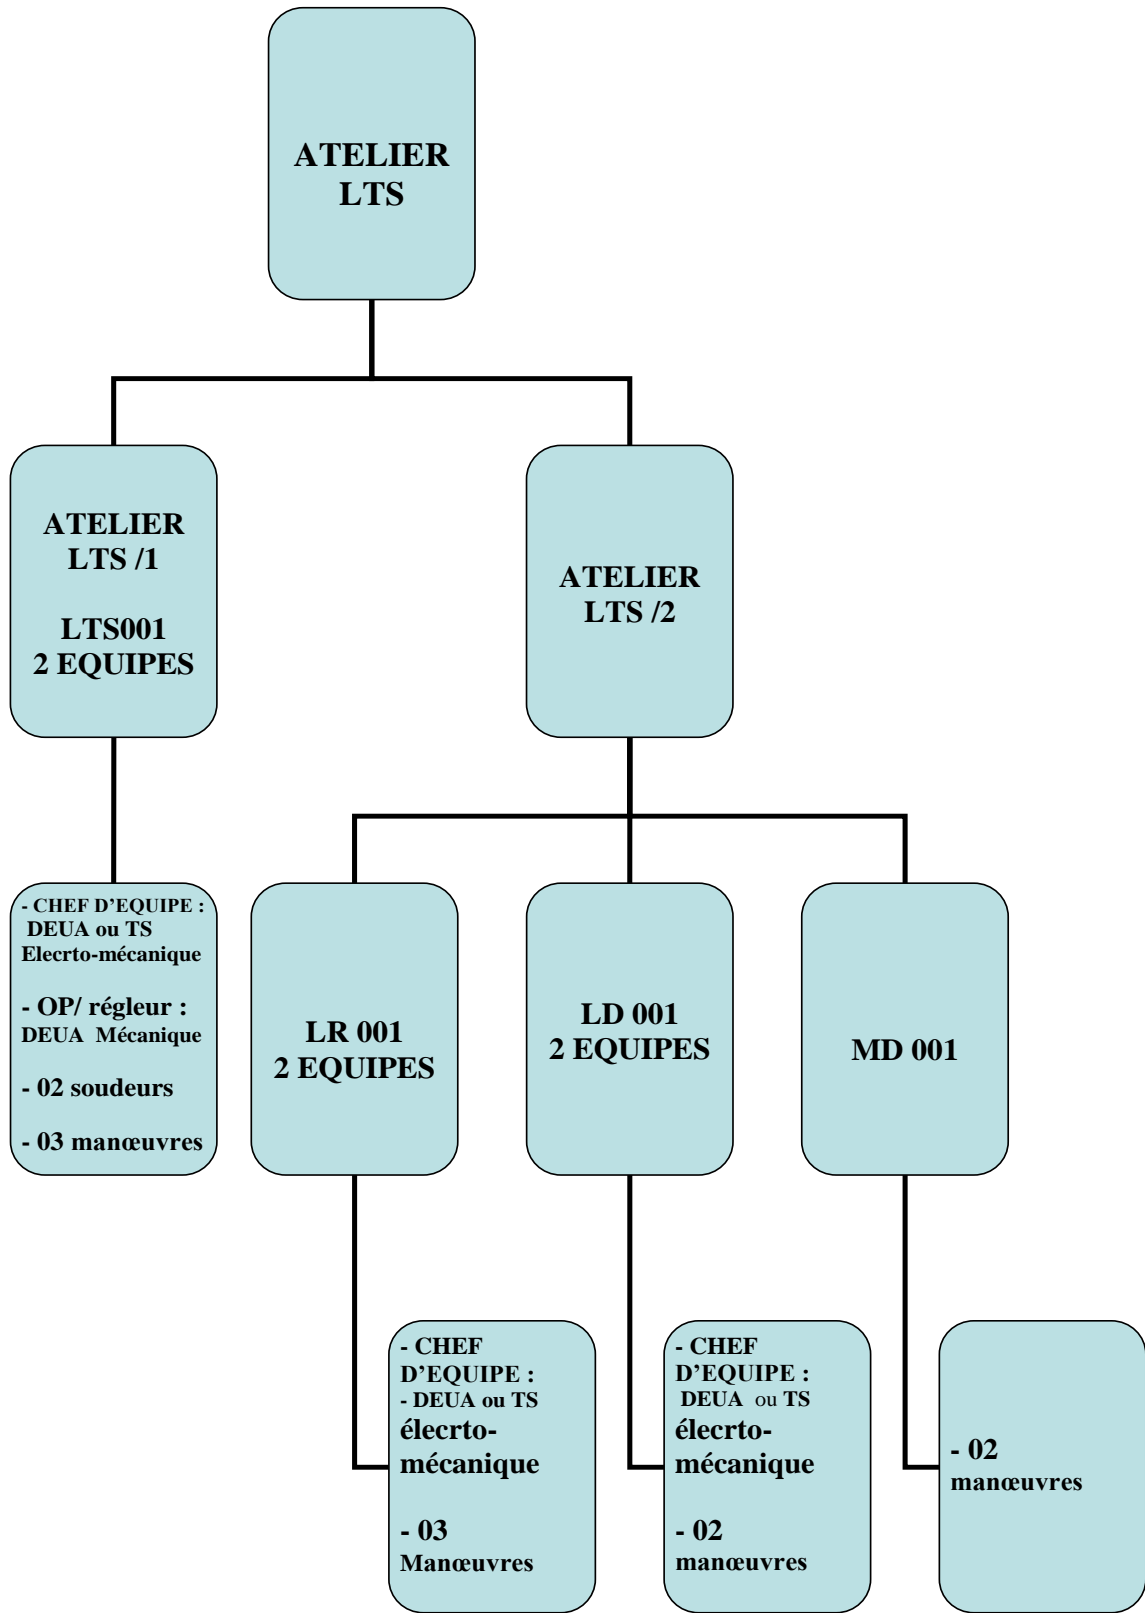 ATELIER
LTS
ATELIER
LTS /1
LTS001
2 EQUIPES
ATELIER
LTS /2
- CHEF D’EQUIPE :
DEUA ou TS
Elecrto-mécanique
- OP/ régleur :
DEUA Mécanique
- 02 soudeurs
- 03 manœuvres
LR 001
2 EQUIPES
LD 001
2 EQUIPES
MD 001
- CHEF
D’EQUIPE :
- DEUA ou TS
élecrto-
mécanique
- 03
Manœuvres
- CHEF
D’EQUIPE :
DEUA ou TS
élecrto-
mécanique
- 02
manœuvres
- 02
manœuvres